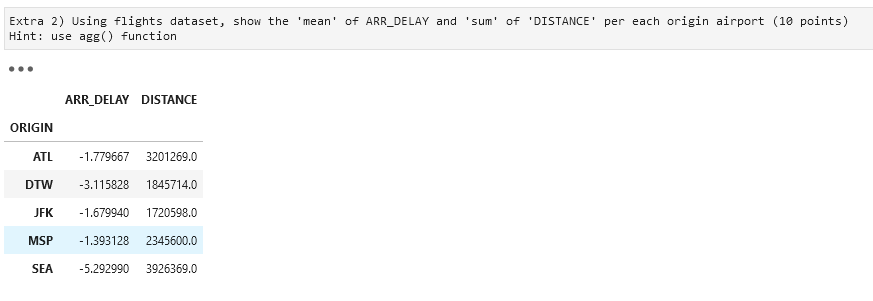 Extra 2) Using flights dataset, show the 'mean' of ARR_DELAY and 'sum' of 'DISTANCE' per each origin airport (10 points)
Hint: use agg() function
ARR_DELAY DISTANCE
ORIGIN
ATL -1.779667 3201269.0
DTW -3.115828 1845714.0
JFK -1.679940 1720598.0
MSP -1.393128 2345600.0
SEA -5.292990 3926369.0